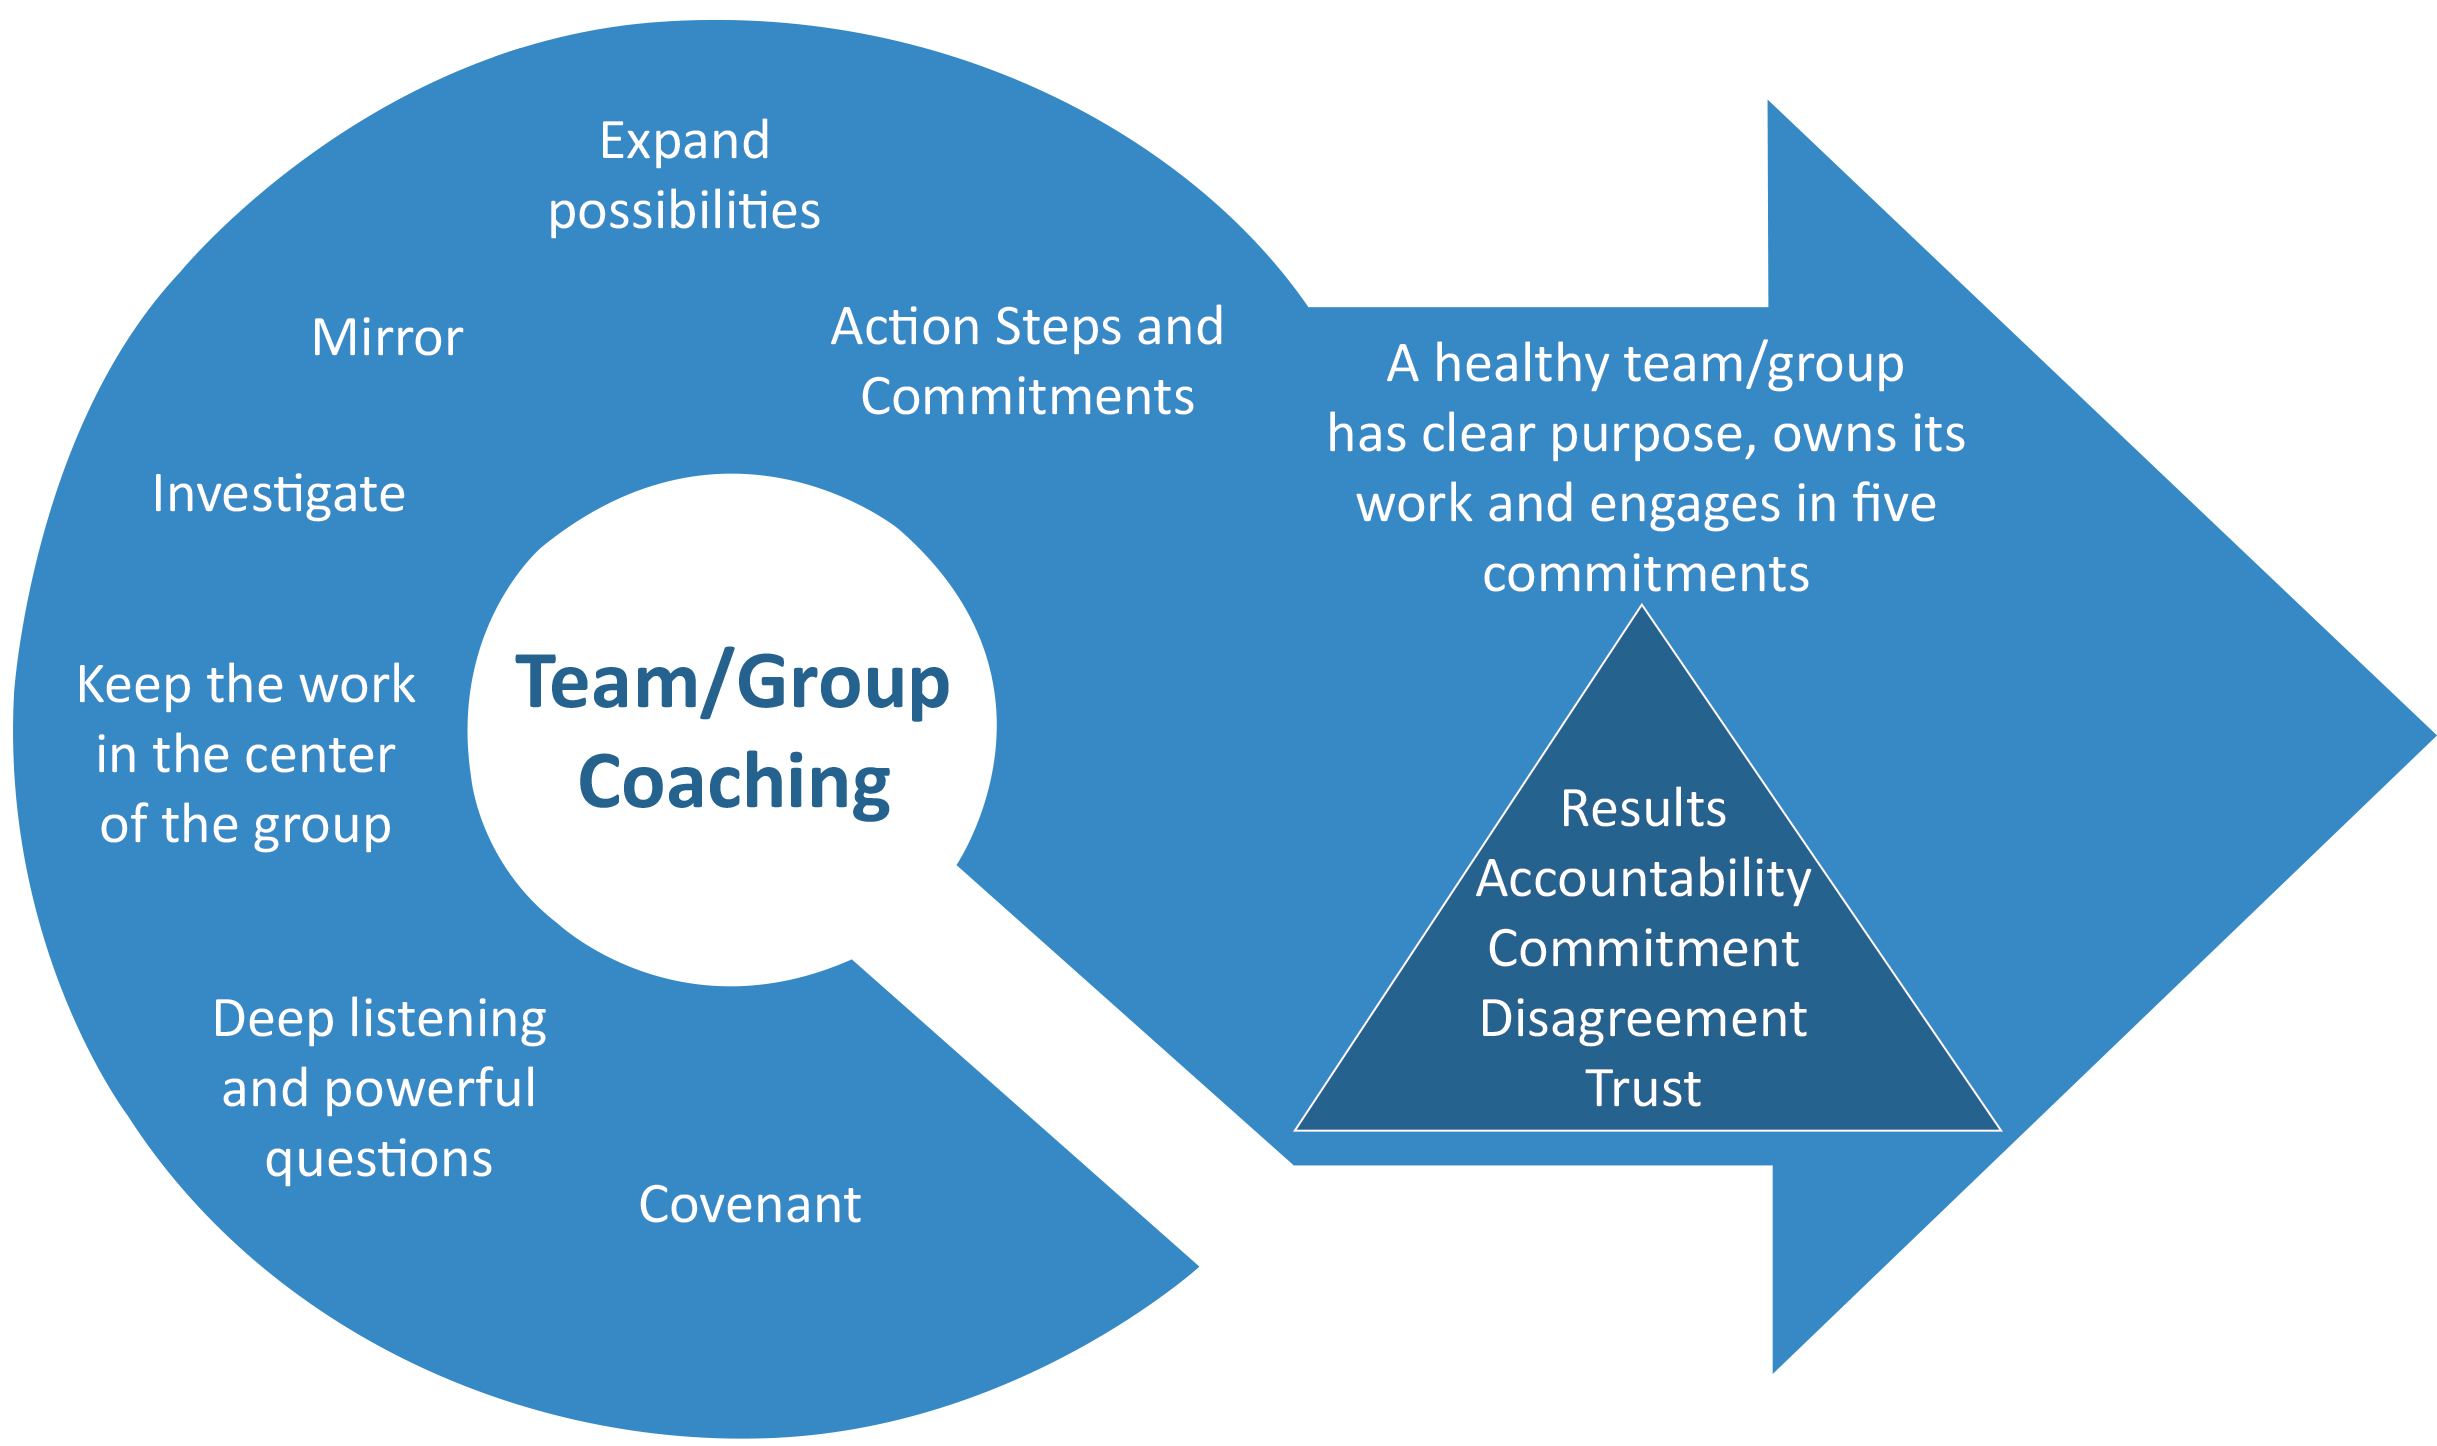 Expand
possibilities
Mirror
Action Steps and
Commitments
Investigate
Keep the work
in the center
of the group
Team/Group
Coaching
Deep listening
and powerful
questions
Covenant
A healthy team/group
has clear purpose, owns its
work and engages in five
commitments
Results
Accountability
Commitment
Disagreement
Trust